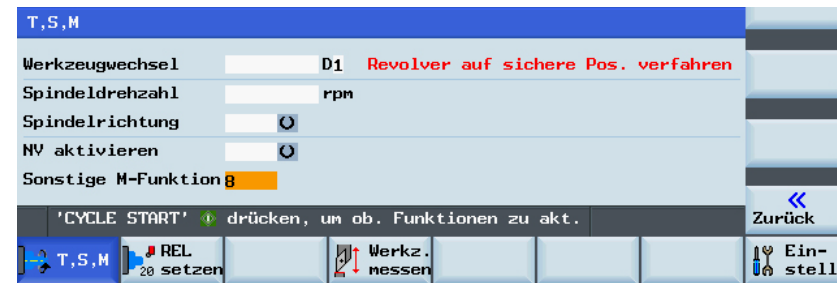 T,S,M
Werkzeugwechsel D1 Revolver auf sichere Pos. verfahren
Spindeldrehzahl rpm
Spindelrichtung
NV aktivieren
Sonstige M-Funktion 8
'CYCLE START' drücken, um ob. Funktionen zu akt.
« Zurück
T,S,M
REL
20 setzen
Werkz.
messen
Ein-
stell